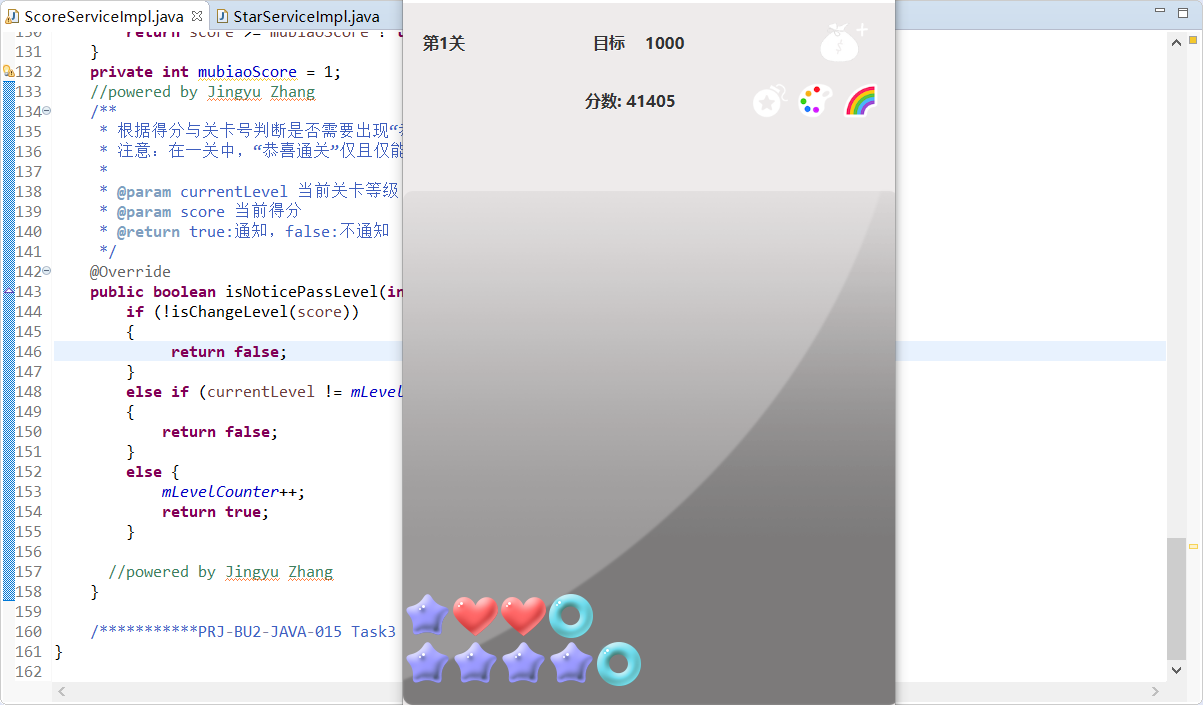 ScoreServiceImpl.java StarServiceImpl.java
131 }
132 private int mubiaoScore = 1;
133 //powered by Jingyu Zhang
134 /**
135 * 根据得分与关卡号判断是否需要出现“
136 * 注意：在一关中，“恭喜通关”仅且仅能
137 *
138 * @param currentLevel 当前关卡等级
139 * @param score 当前得分
140 * @return true:通知，false:不通知
141 */
142 @Override
143 public boolean isNoticePassLevel(in
144 if (!isChangeLevel(score))
145 {
146 return false;
147 }
148 else if (currentLevel != mLevel
149 {
150 return false;
151 }
152 else {
153 mLevelCounter++;
154 return true;
155 }
156
157 //powered by Jingyu Zhang
158 }
159
160 /***********PRJ-BU2-JAVA-015 Task3
161 }
162
第1关 目标 1000
分数: 41405